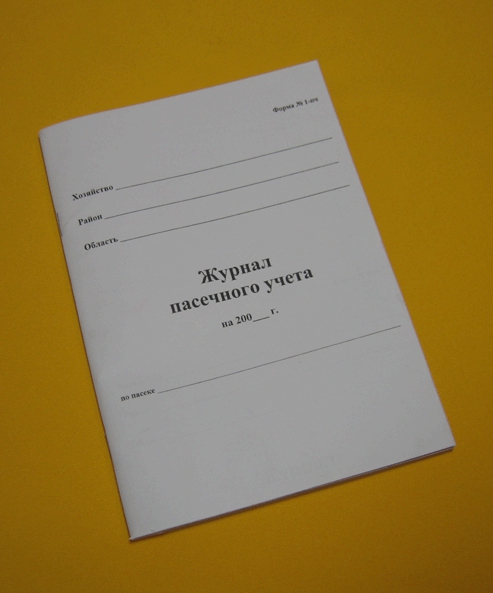 Форма № 1-пч
Хозяйство
Район
Область
Журнал
пасечного учета
на 200___ г.
по пасеке